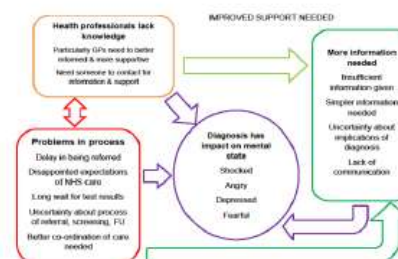 IMPROVED SUPPORT NEEDED
Health professionals lack
knowledge
Particularly GPs need to better
informed & more supportive
Need someone to contact for
information & support
More information
needed
Insufficient
information given
Simpler information
needed
Uncertainty about
implications of
diagnosis
Lack of
communication
Problems in process
Delay in being referred
Disappointed expectations
of NHS care
Long wait for test results
Uncertainty about process
of referral, screening, FU
Better co-ordination of care
needed
Diagnosis has
impact on mental
state
Shocked
Angry
Depressed
Fearful